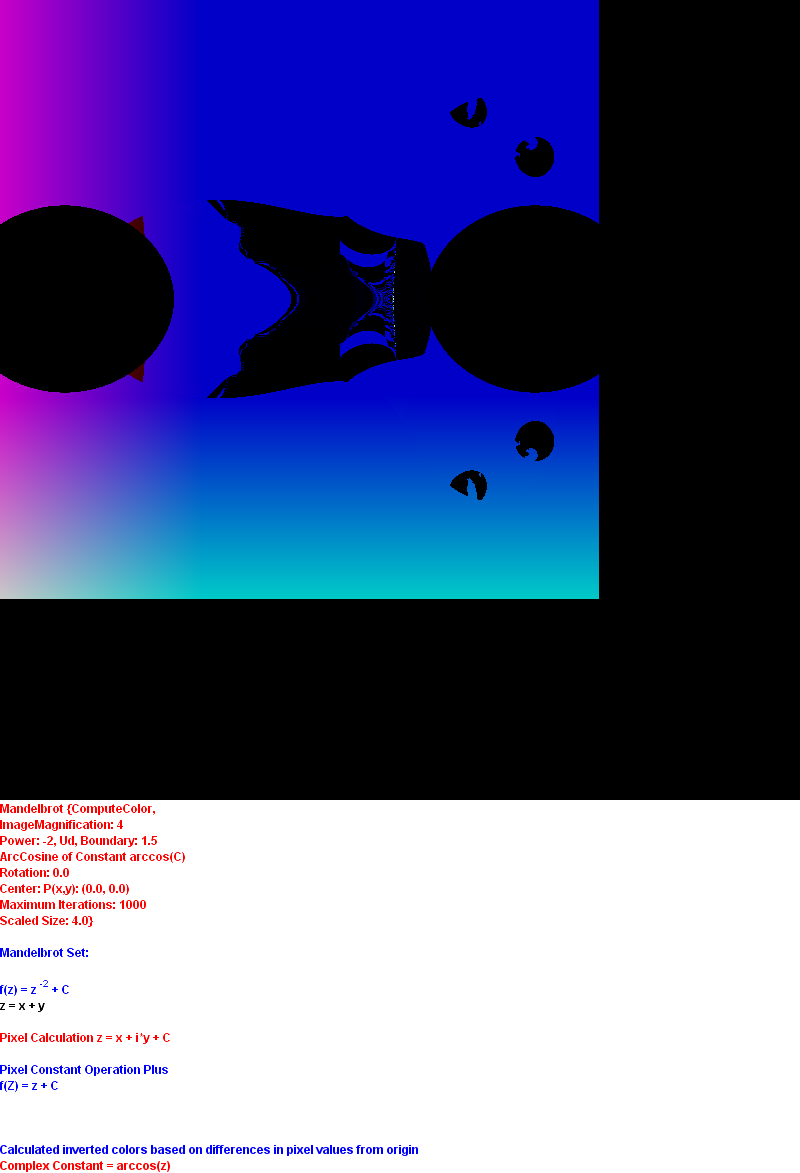 Mandelbrot {ComputeColor,
ImageMagnification: 4
Power: -2, Ud, Boundary: 1.5
ArcCosine of Constant arccos(C)
Rotation: 0.0
Center: P(x,y): (0.0, 0.0)
Maximum Iterations: 1000
Scaled Size: 4.0}
Mandelbrot Set:
f(z) = z -2 + C
z = x + y
Pixel Calculation z = x + i*y + C
Pixel Constant Operation Plus
f(Z) = z + C
Calculated inverted colors based on differences in pixel values from origin
Complex Constant = arccos(z)